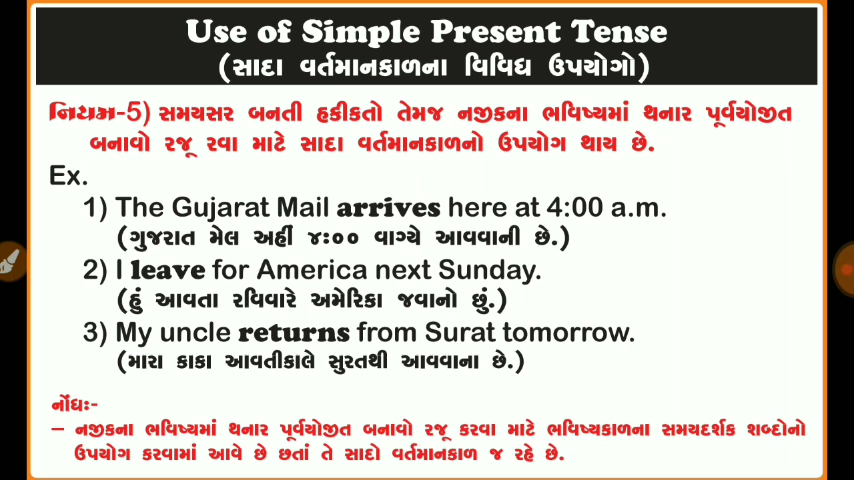 Use of Simple Present Tense
(સાદા વર્તમાનકાળના વિવિધ ઉપયોગો)
નિયમ-5) સમયસર બનતી હકીકતો તેમજ નજીકના ભવિષ્યમાં થનાર પૂર્વયોજીત
બનાવો રજૂ રવા માટે સાદા વર્તમાનકાળનો ઉપયોગ થાય છે.
Ex.
1) The Gujarat Mail arrives here at 4:00 a.m.
(ગુજરાત મેલ અહીં ૪:૦૦ વાગ્યે આવવાની છે.)
2) I leave for America next Sunday.
(હું આવતા રવિવારે અમેરિકા જવાનો છું.)
3) My uncle returns from Surat tomorrow.
(મારા કાકા આવતીકાલે સુરતથી આવવાના છે.)
નોંધઃ-
– નજીકના ભવિષ્યમાં થનાર પૂર્વયોજીત બનાવો રજૂ કરવા માટે ભવિષ્યકાળના સમયદર્શક શબ્દોનો
ઉપયોગ કરવામાં આવે છે છતાં તે સાદો વર્તમાનકાળ જ રહે છે.